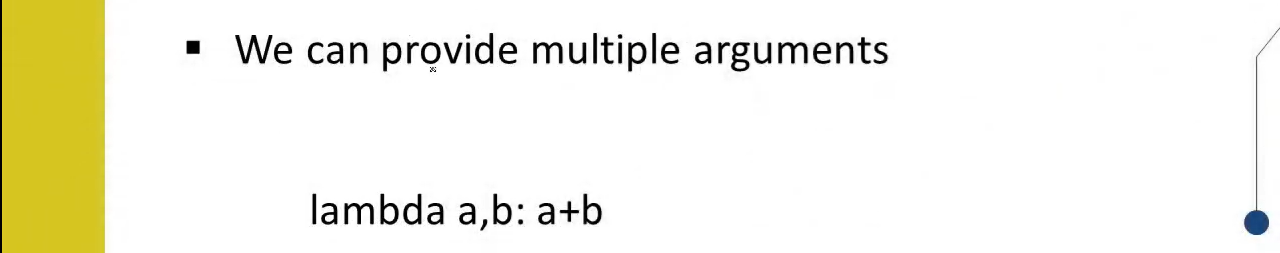 ▪ We can provide multiple arguments
lambda a,b: a+b